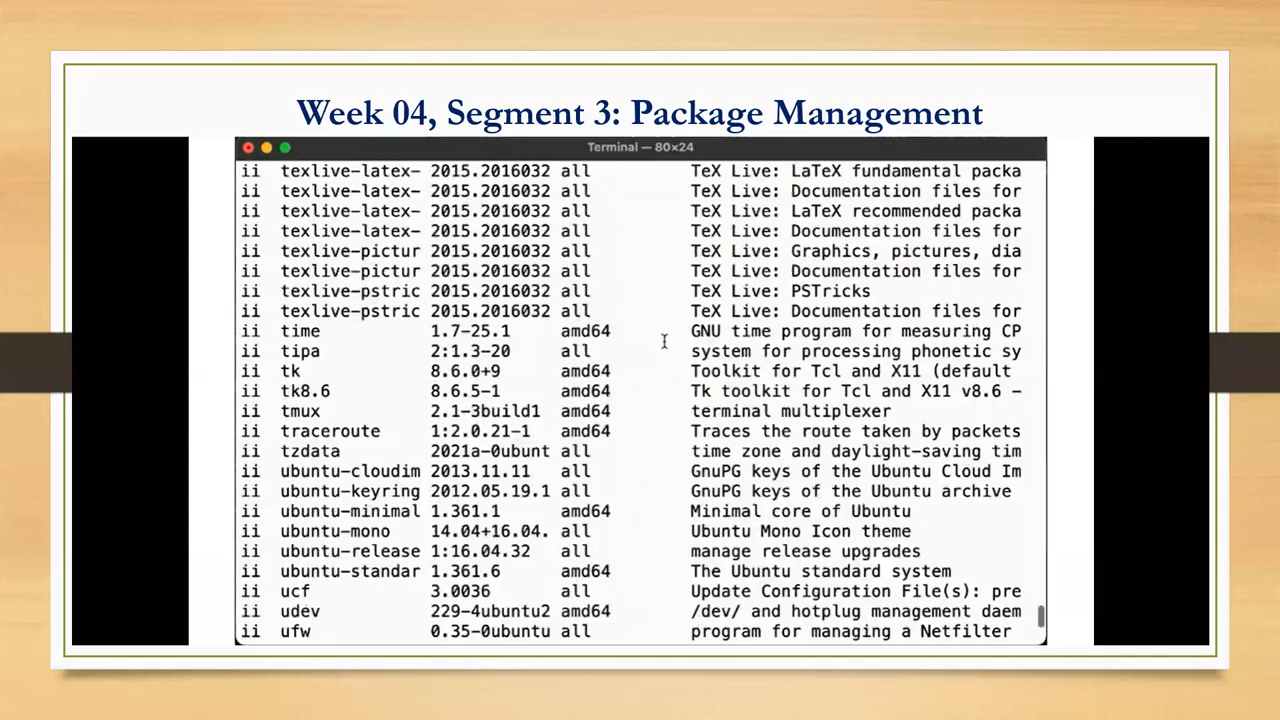 Week 04, Segment 3: Package Management
Terminal — 80×24
ii texlive-latex- 2015.2016032 all TeX Live: LaTeX fundamental packa
ii texlive-latex- 2015.2016032 all TeX Live: Documentation files for
ii texlive-latex- 2015.2016032 all TeX Live: LaTeX recommended packa
ii texlive-latex- 2015.2016032 all TeX Live: Documentation files for
ii texlive-pictur 2015.2016032 all TeX Live: Graphics, pictures, dia
ii texlive-pictur 2015.2016032 all TeX Live: Documentation files for
ii texlive-pstric 2015.2016032 all TeX Live: PSTricks
ii texlive-pstric 2015.2016032 all TeX Live: Documentation files for
ii time 1.7-25.1 amd64 GNU time program for measuring CP
ii tipa 2:1.3-20 all system for processing phonetic sy
ii tk 8.6.0+9 amd64 Toolkit for Tcl and X11 (default
ii tk8.6 8.6.5-1 amd64 Tk toolkit for Tcl and X11 v8.6 -
ii tmux 2.1-3build1 amd64 terminal multiplexer
ii traceroute 1:2.0.21-1 amd64 Traces the route taken by packets
ii tzdata 2021a-0ubunt all time zone and daylight-saving tim
ii ubuntu-cloudim 2013.11.11 all GnuPG keys of the Ubuntu Cloud Im
ii ubuntu-keyring 2012.05.19.1 all GnuPG keys of the Ubuntu archive
ii ubuntu-minimal 1.361.1 amd64 Minimal core of Ubuntu
ii ubuntu-mono 14.04+16.04. all Ubuntu Mono Icon theme
ii ubuntu-release 1:16.04.32 all manage release upgrades
ii ubuntu-standar 1.361.6 amd64 The Ubuntu standard system
ii ucf 3.0036 all Update Configuration File(s): pre
ii udev 229-4ubuntu2 amd64 /dev/ and hotplug management daem
ii ufw 0.35-0ubuntu all program for managing a Netfilter